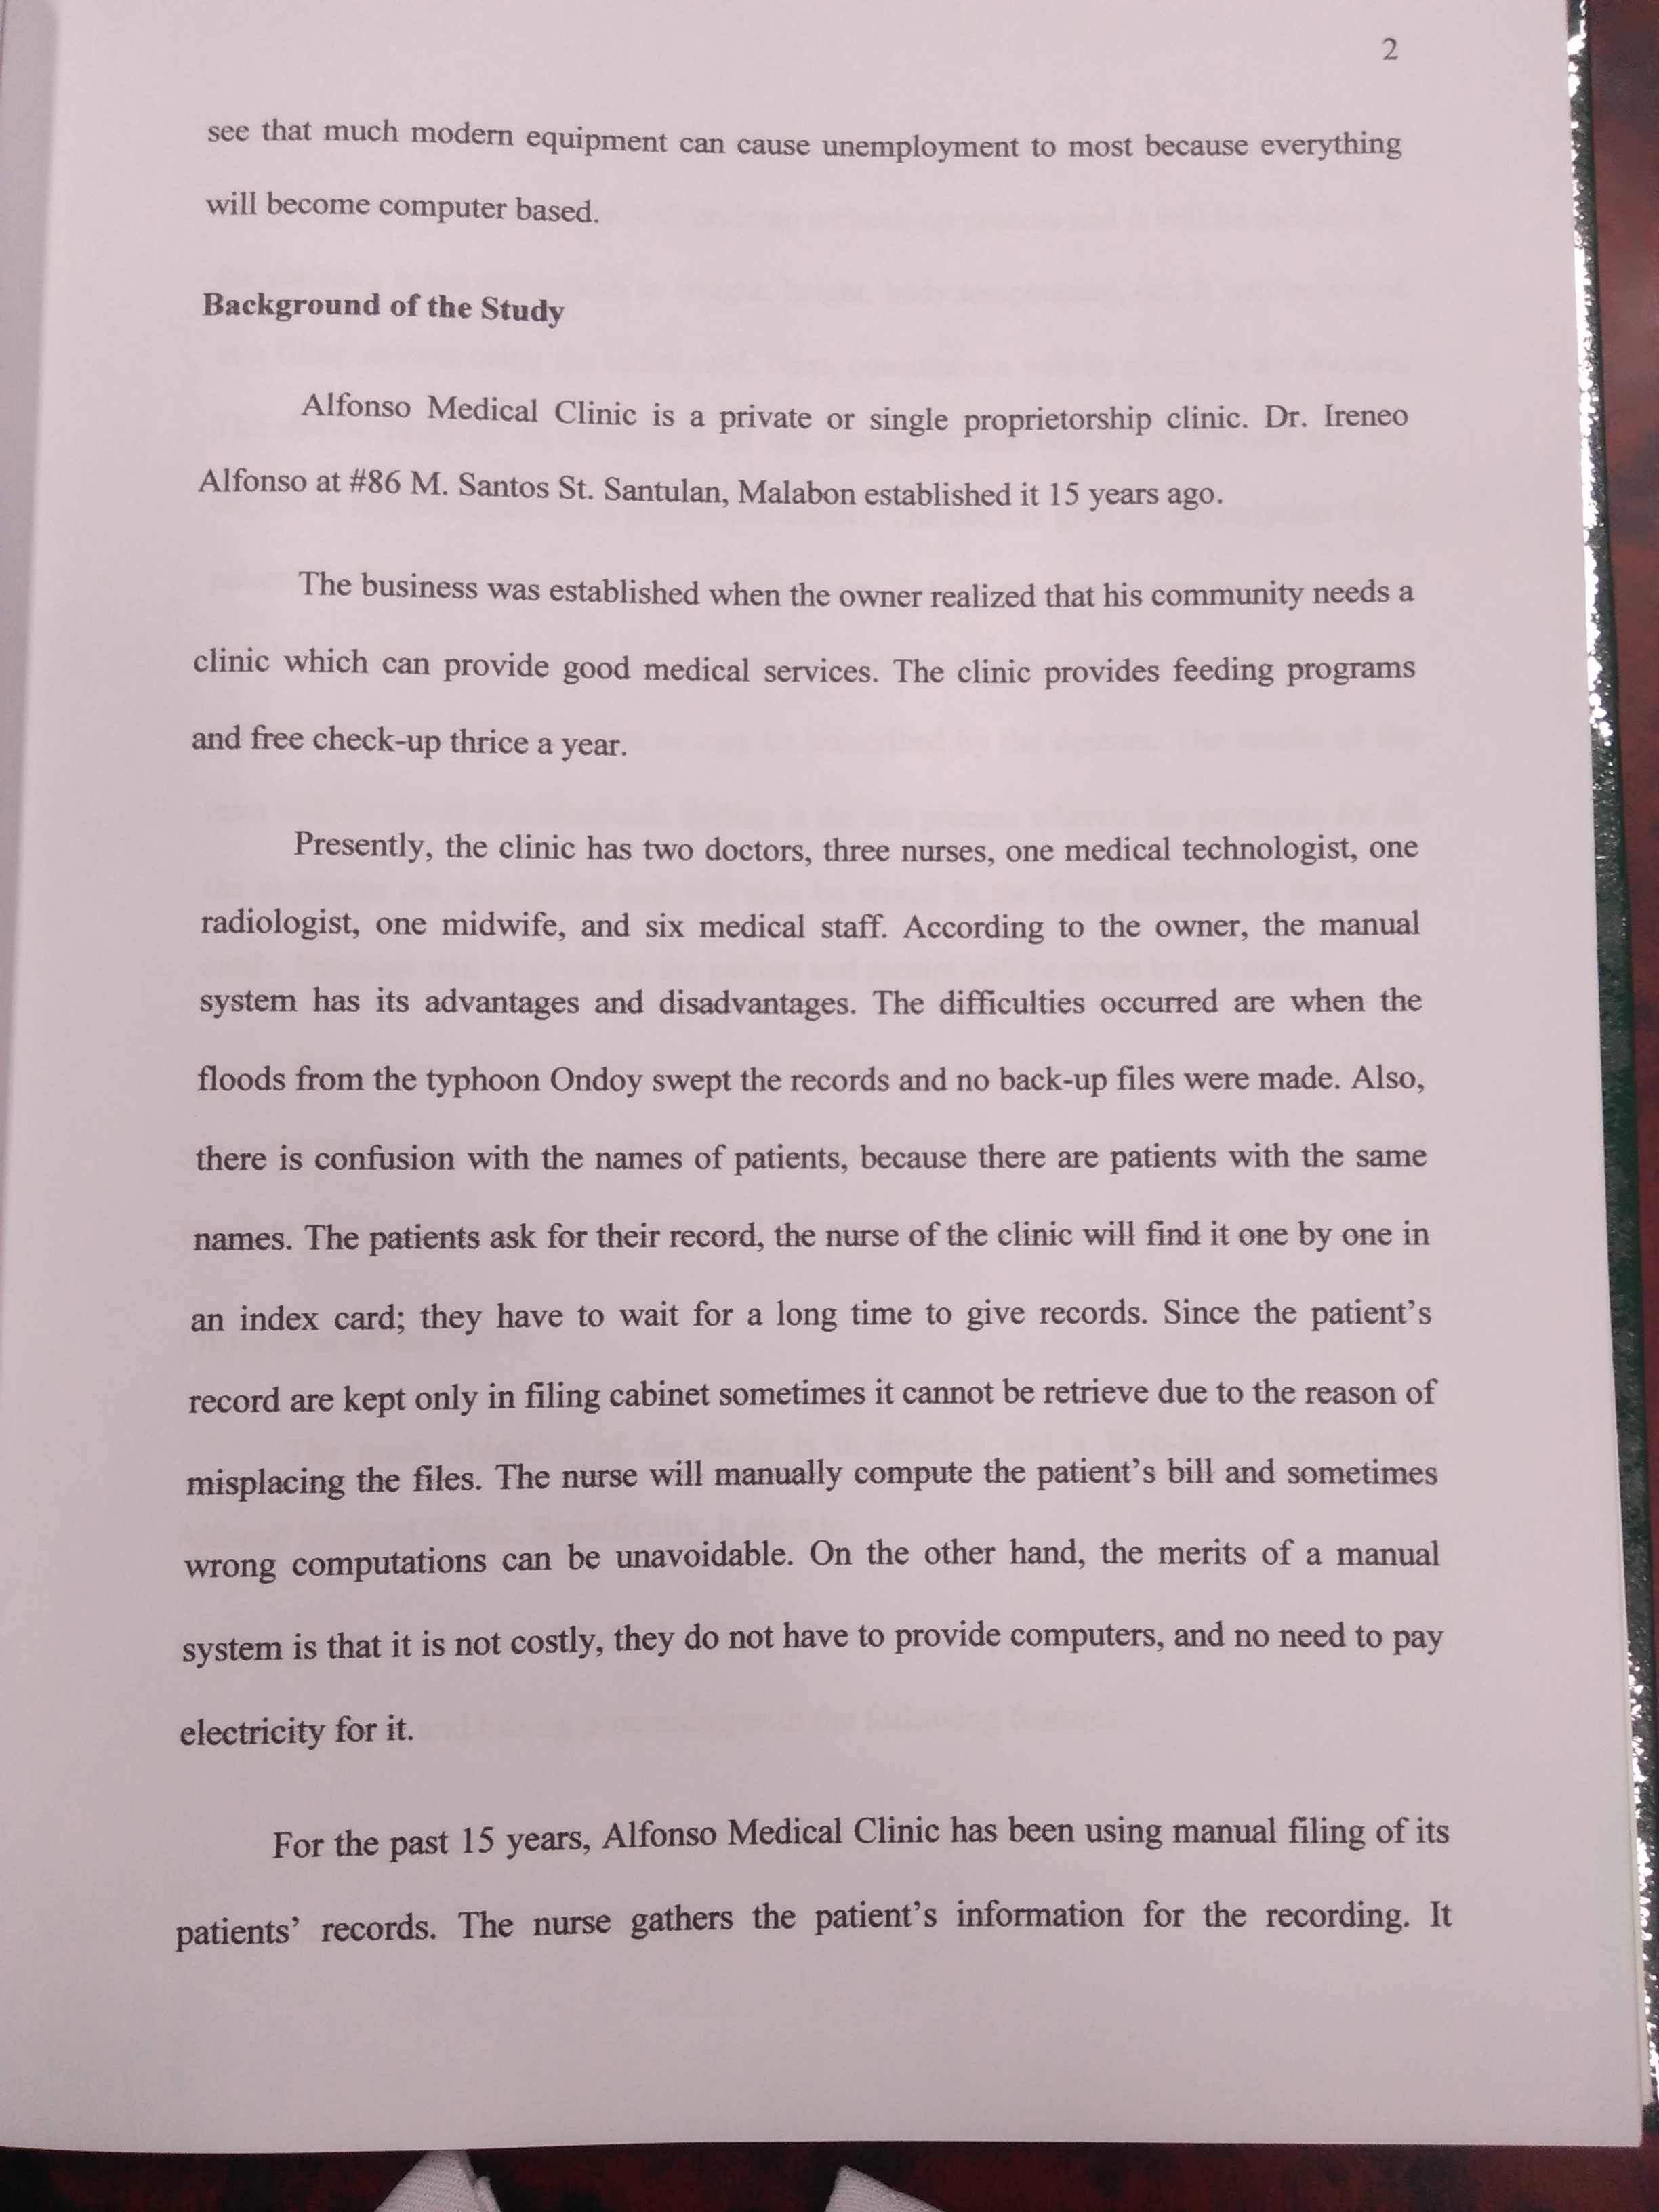 2
see that much modern equipment can cause unemployment to most because everything
will become computer based.
Background of the Study
Alfonso Medical Clinic is a private or single proprietorship clinic. Dr. Ireneo
Alfonso at #86 M. Santos St. Santulan, Malabon established it 15 years ago.
The business was established when the owner realized that his community needs a
clinic which can provide good medical services. The clinic provides feeding programs
and free check-up thrice a year.
Presently, the clinic has two doctors, three nurses, one medical technologist, one
radiologist, one midwife, and six medical staff. According to the owner, the manual
system has its advantages and disadvantages. The difficulties occurred are when the
floods from the typhoon Ondoy swept the records and no back-up files were made. Also,
there is confusion with the names of patients, because there are patients with the same
names. The patients ask for their record, the nurse of the clinic will find it one by one in
an index card; they have to wait for a long time to give records. Since the patient's
record are kept only in filing cabinet sometimes it cannot be retrieve due to the reason of
misplacing the files. The nurse will manually compute the patient's bill and sometimes
wrong computations can be unavoidable. On the other hand, the merits of a manual
system is that it is not costly, they do not have to provide computers, and no need to pay
electricity for it.
For the past 15 years, Alfonso Medical Clinic has been using manual filing of its
patients' records. The nurse gathers the patient's information for the recording. It